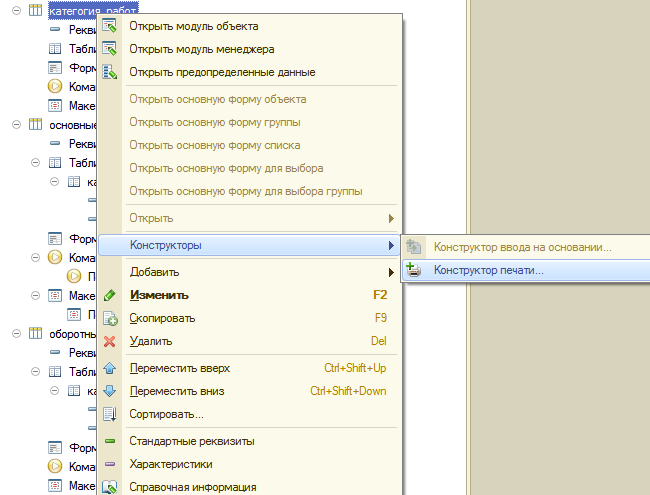 категогия_работ
Открыть модуль объекта
Открыть модуль менеджера
Открыть предопределенные данные
Открыть основную форму объекта
Открыть основную форму группы
Открыть основную форму списка
Открыть основную форму для выбора
Открыть основную форму для выбора группы
Открыть
Конструкторы
Конструктор ввода на основании...
Конструктор печати...
Добавить
Изменить F2
Скопировать F9
Удалить Del
Переместить вверх Ctrl+Shift+Up
Переместить вниз Ctrl+Shift+Down
Сортировать...
Стандартные реквизиты
Характеристики
Справочная информация
Рекви
Табли
Форм
Кома
Маке
основные
Рекви
Табли
ка
Форм
Кома
П
Маке
П
оборотны
Рекви
Табли
ка
Форм
Кома
Маке